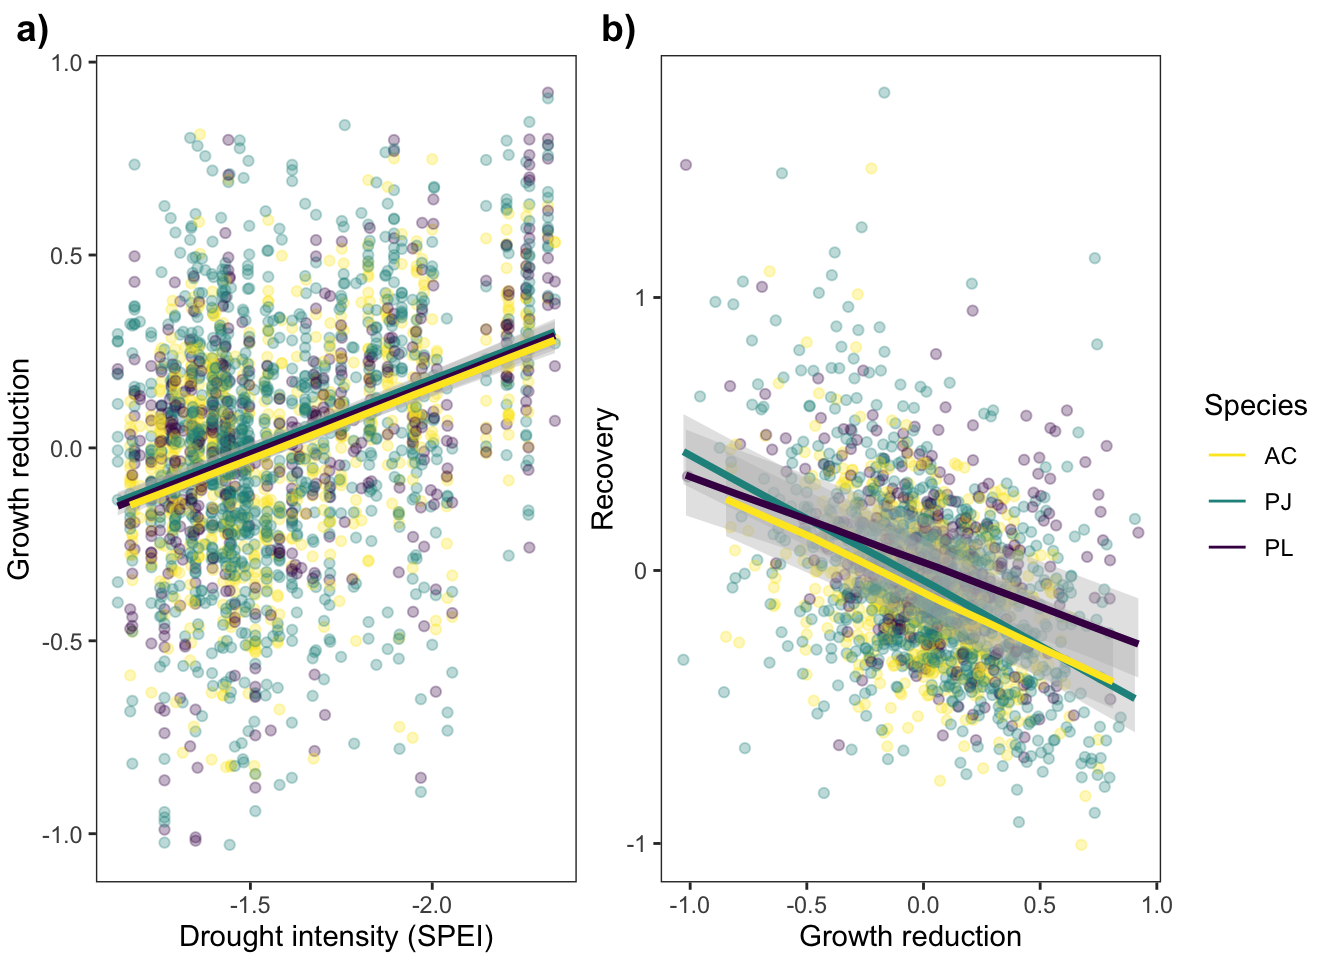 a)
1.0
0.5
0.0
-0.5
-1.0
Growth reduction
-1.5
-2.0
Drought intensity (SPEI)
b)
1
0
-1
Recovery
-1.0
-0.5
0.0
0.5
1.0
Growth reduction
Species
AC
PJ
PL